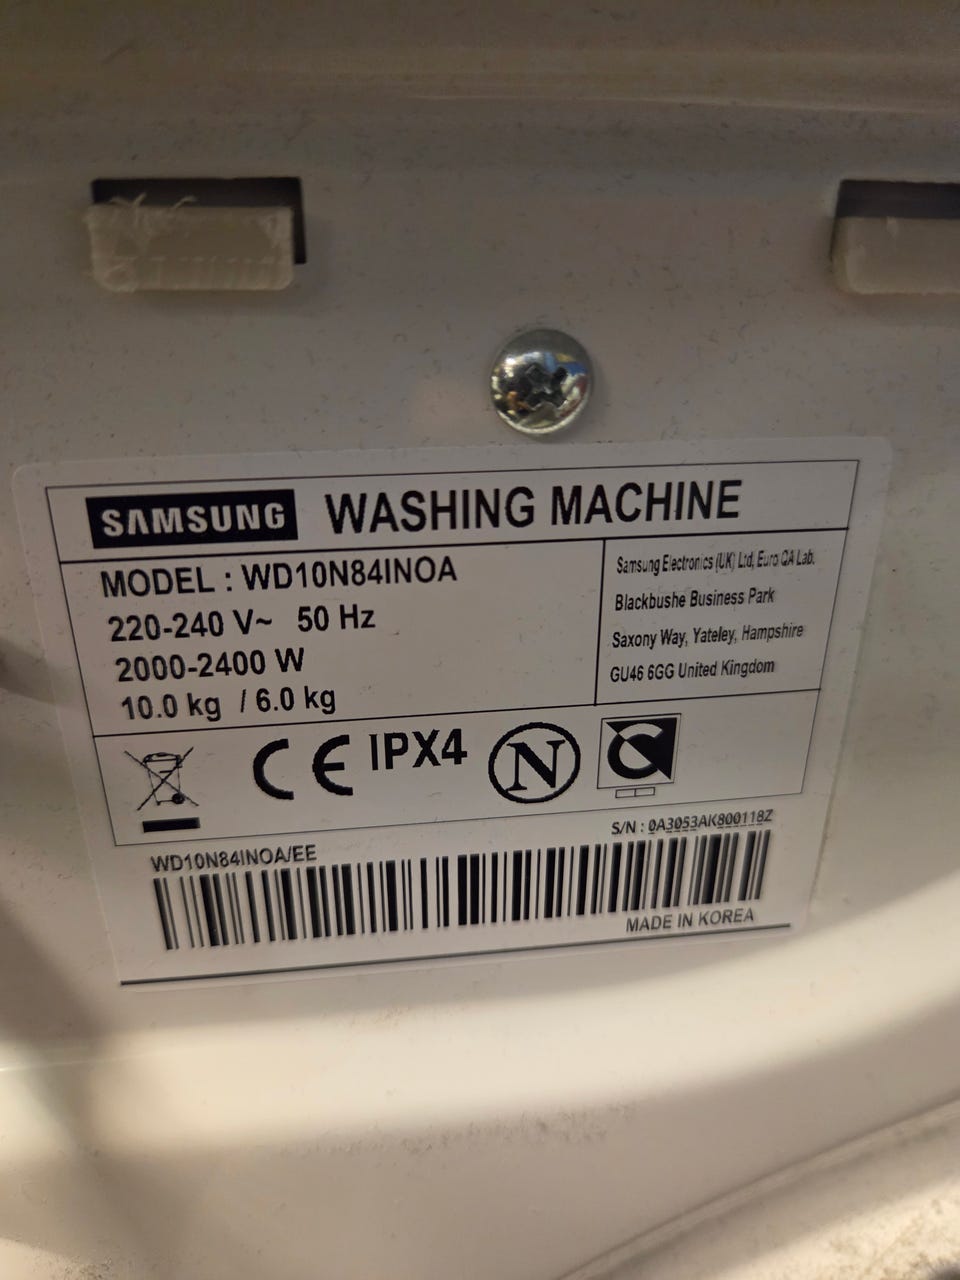 SAMSUNG WASHING MACHINE
MODEL : WD10N84INOA
220-240 V~ 50 Hz
2000-2400 W
10.0 kg / 6.0 kg
Samsung Electronics (UK) Ltd, Euro QA Lab.
Blackbushe Business Park
Saxony Way, Yateley, Hampshire
GU46 6GG United Kingdom
CE IPX4 N
S/N : 0A3053AK800118Z
WD10N84INOA/EE
MADE IN KOREA